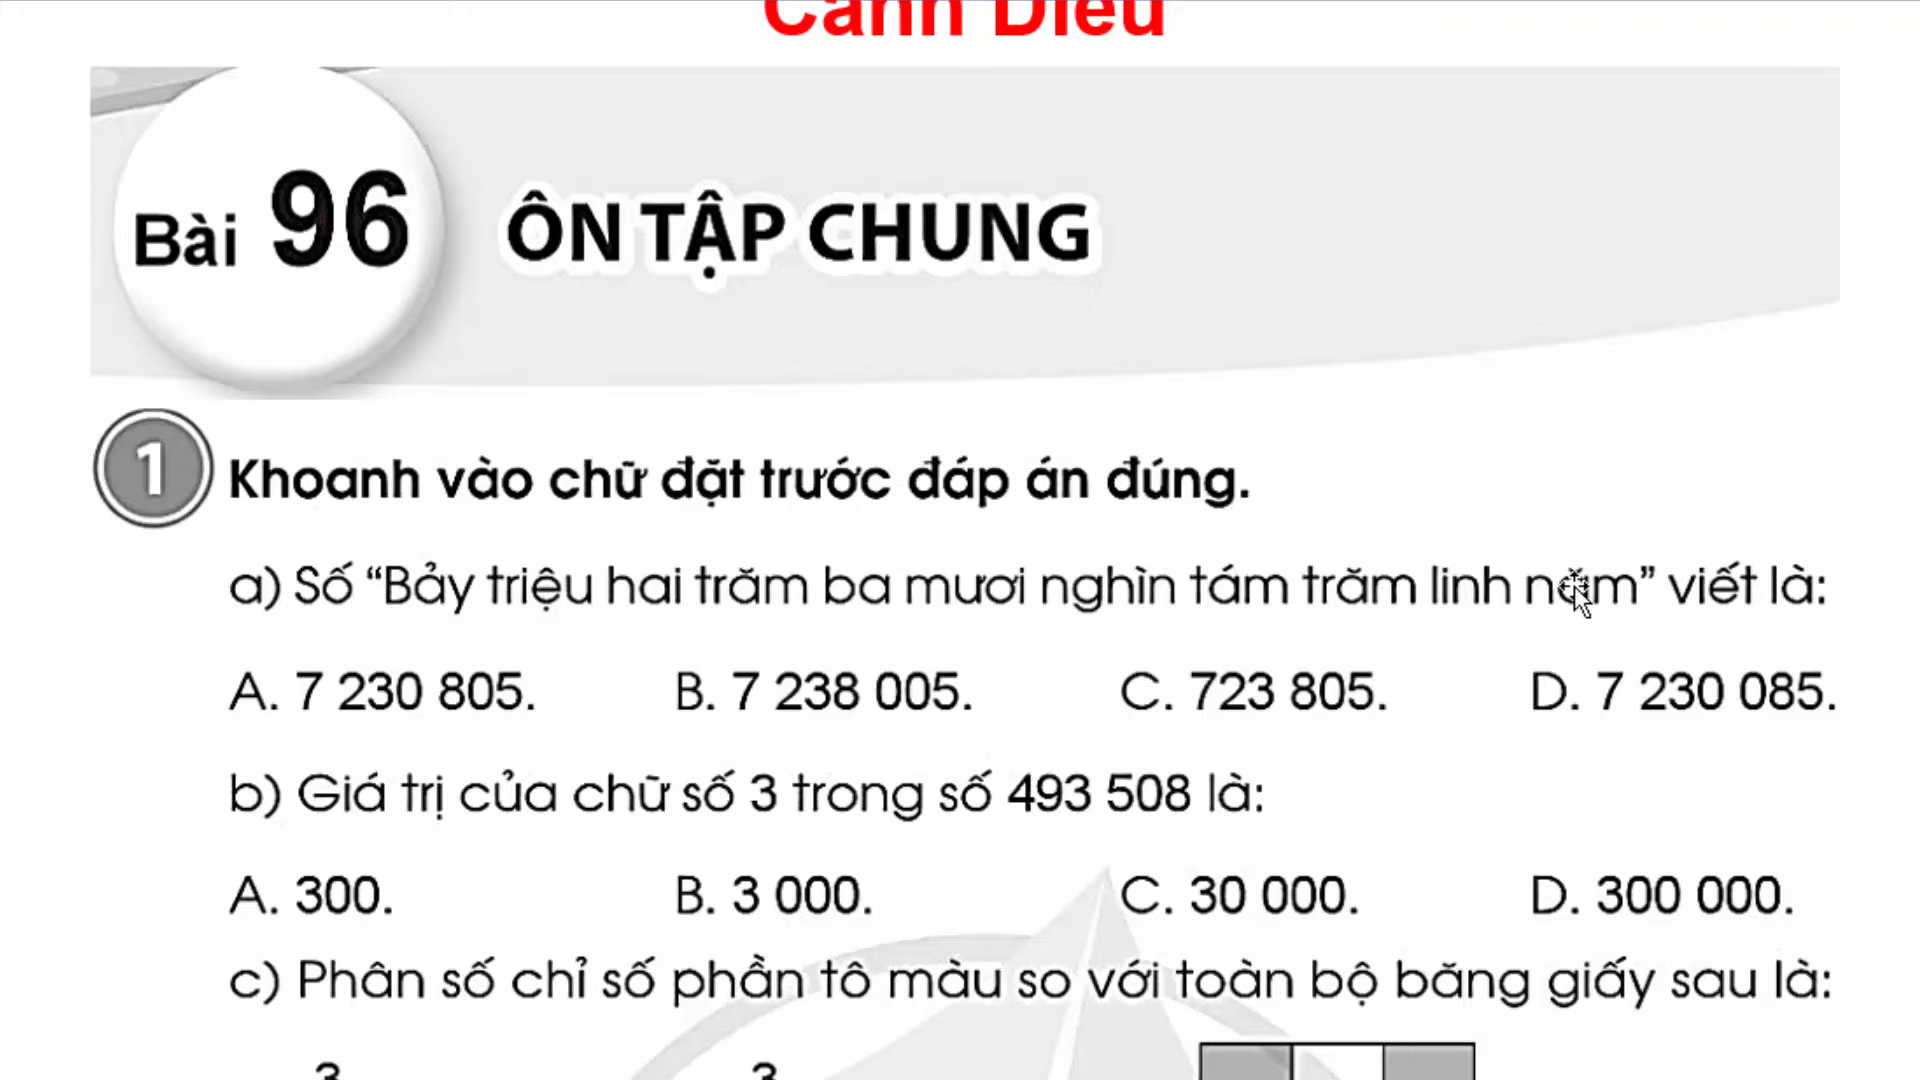 Cánh Diều
Bài 96 ÔN TẬP CHUNG
1 Khoanh vào chữ đặt trước đáp án đúng.
a) Số “Bảy triệu hai trăm ba mươi nghìn tám trăm linh năm” viết là:
A. 7 230 805. B. 7 238 005. C. 723 805. D. 7 230 085.
b) Giá trị của chữ số 3 trong số 493 508 là:
A. 300. B. 3 000. C. 30 000. D. 300 000.
c) Phân số chỉ số phần tô màu so với toàn bộ băng giấy sau là:
3 3